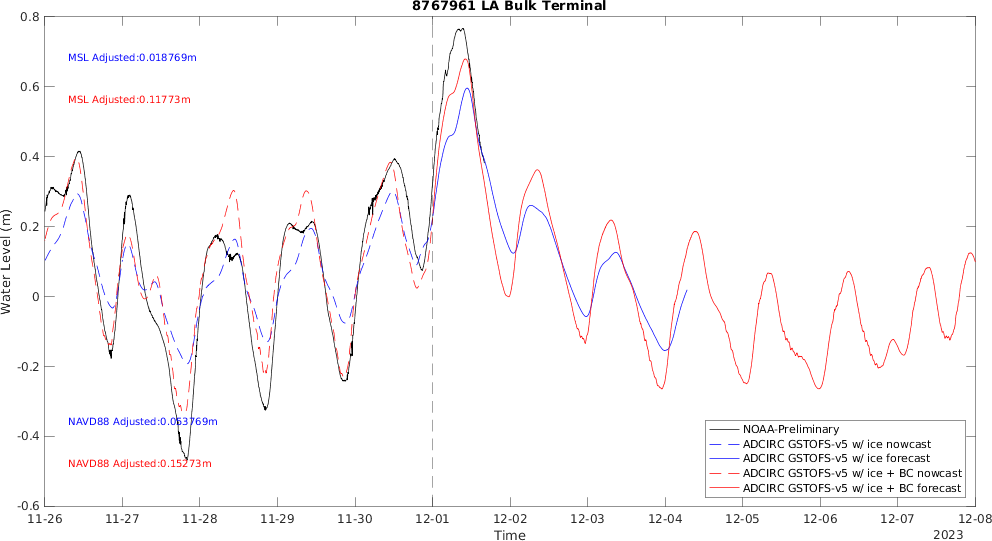 8767961 LA Bulk Terminal
0.8
MSL Adjusted:0.018769m
0.6
MSL Adjusted:0.11773m
0.4
0.2
Water Level (m)
0
-0.2
NAVD88 Adjusted:0.053769m
-0.4
NAVD88 Adjusted:0.15273m
-0.6
NOAA-Preliminary
ADCIRC GSTOFS-v5 w/ ice nowcast
ADCIRC GSTOFS-v5 w/ ice forecast
ADCIRC GSTOFS-v5 w/ ice + BC nowcast
ADCIRC GSTOFS-v5 w/ ice + BC forecast
11-26 11-27 11-28 11-29 11-30 12-01 12-02 12-03 12-04 12-05 12-06 12-07 12-08
Time
2023